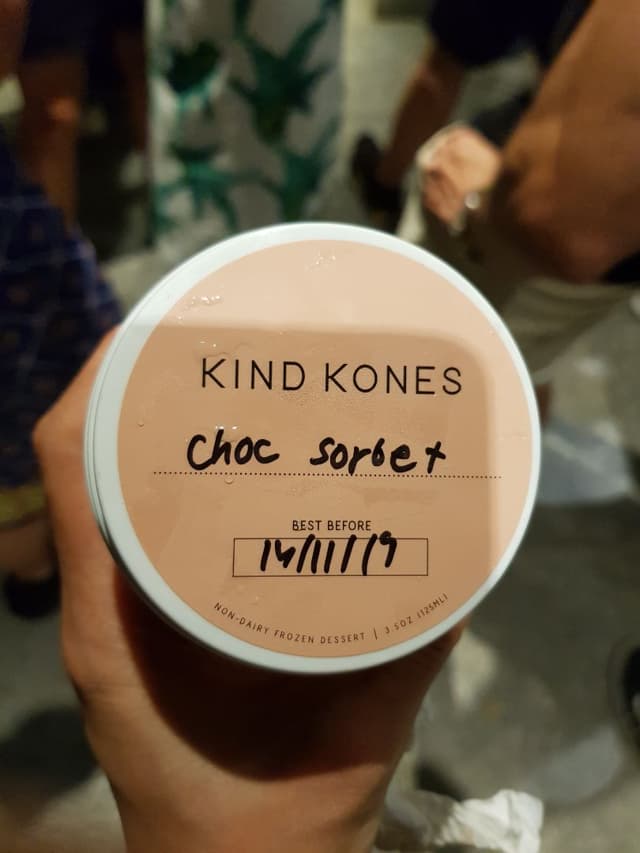 KIND KONES
Choc Sorbet
BEST BEFORE
14/11/19
NON-DAIRY FROZEN DESSERT | 3.5OZ (125ML)